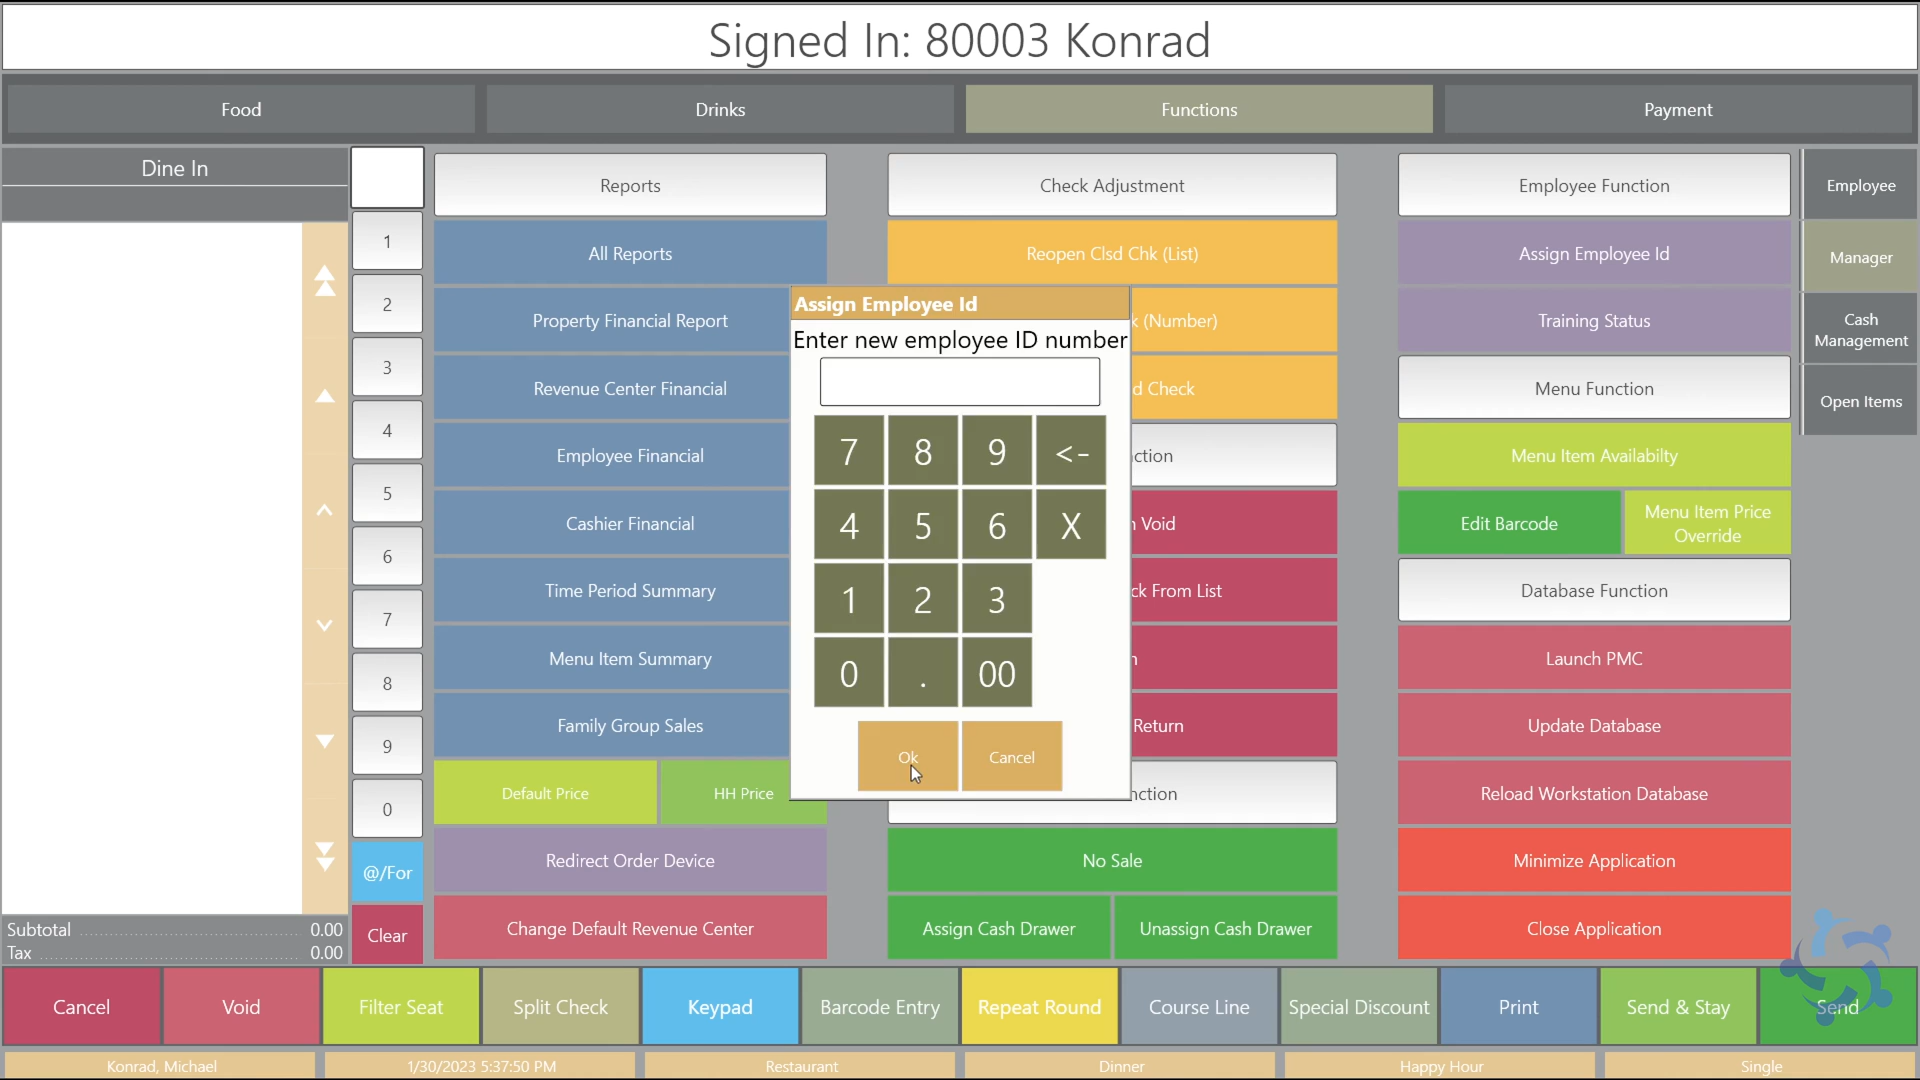 Signed In: 80003 Konrad
Food
Drinks
Functions
Payment
Dine In
Reports
Check Adjustment
Employee Function
Employee
1
All Reports
Reopen Clsd Chk (List)
Assign Employee Id
Manager
2
Property Financial Report
k (Number)
Training Status
Cash
Management
3
Revenue Center Financial
d Check
Menu Function
Open Items
4
Employee Financial
ction
Menu Item Availabilty
5
Cashier Financial
n Void
Edit Barcode
Menu Item Price
Override
6
Time Period Summary
ck From List
Database Function
7
Menu Item Summary
n
Launch PMC
8
Family Group Sales
Return
Update Database
9
Default Price
HH Price
nction
Reload Workstation Database
0
Redirect Order Device
No Sale
Minimize Application
@/For
Change Default Revenue Center
Assign Cash Drawer
Unassign Cash Drawer
Close Application
Clear
Assign Employee Id
Enter new employee ID number
7 8 9 <-
4 5 6 X
1 2 3
0 . 00
Ok
Cancel
Subtotal 0.00
Tax 0.00
Cancel
Void
Filter Seat
Split Check
Keypad
Barcode Entry
Repeat Round
Course Line
Special Discount
Print
Send & Stay
Send
Konrad, Michael
1/30/2023 5:37:50 PM
Restaurant
Dinner
Happy Hour
Single